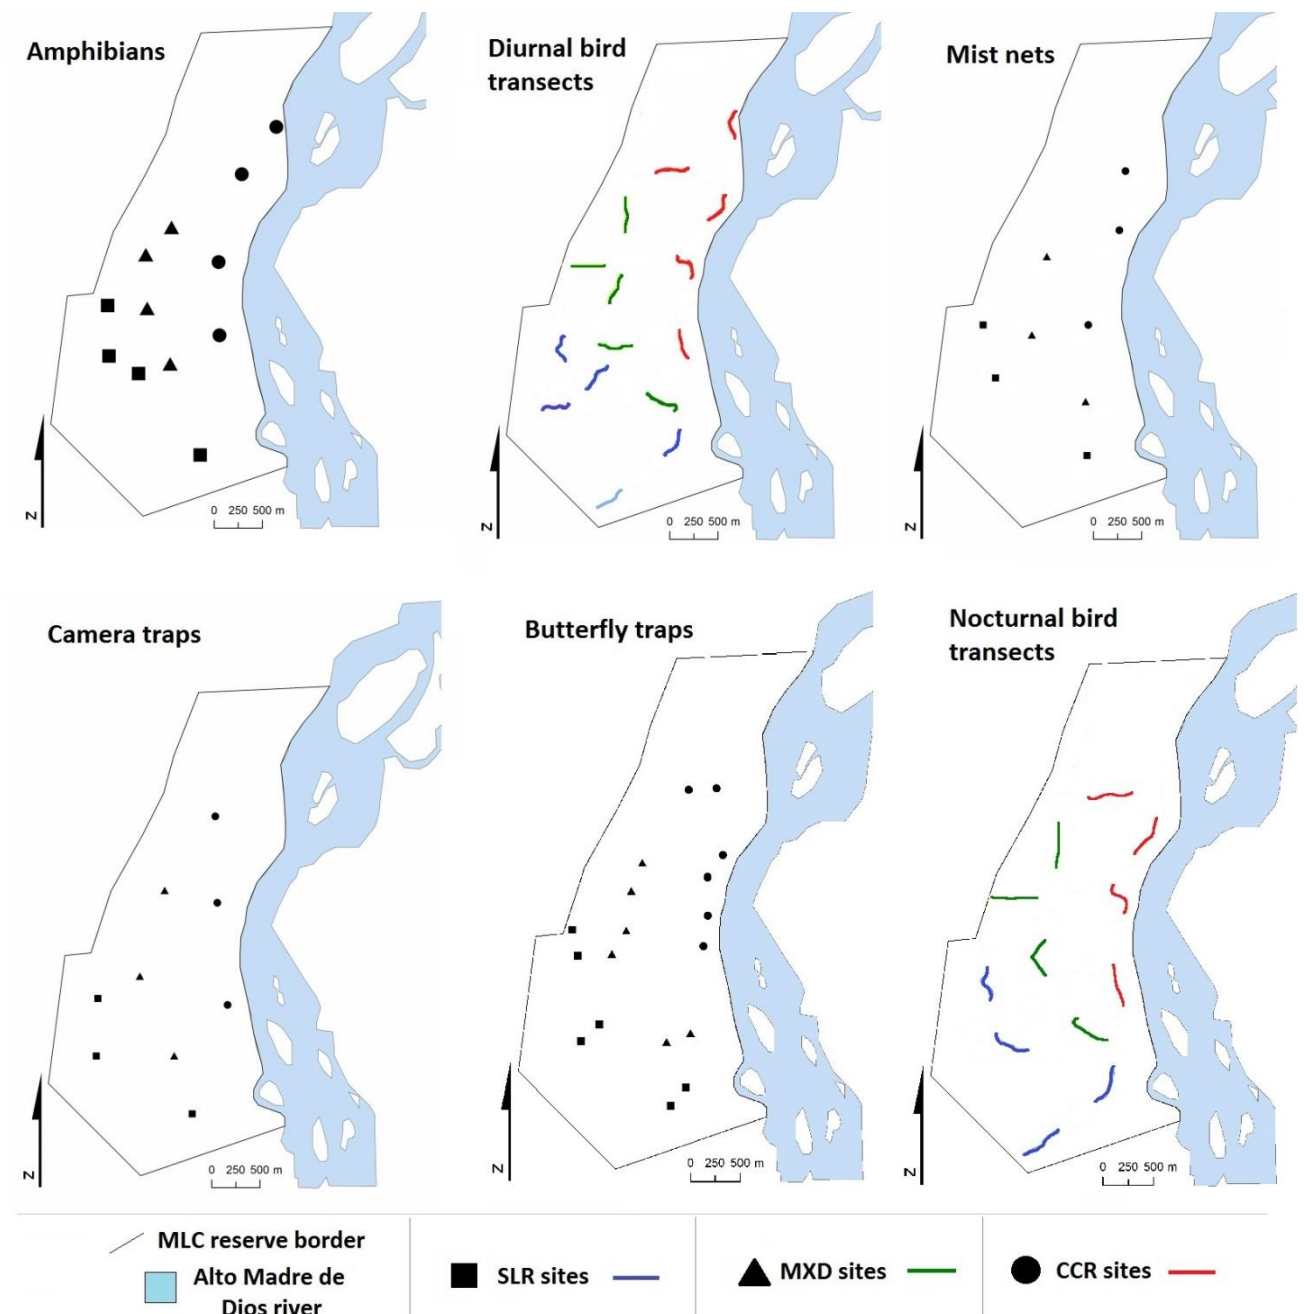 Amphibians
Diurnal bird
transects
Mist nets
N
0 250 500 m
N
0 250 500 m
N
0 250 500 m
Camera traps
Butterfly traps
Nocturnal bird
transects
N
0 250 500 m
N
0 250 500 m
N
0 250 500 m
MLC reserve border
Alto Madre de
Dios river
SLR sites
MXD sites
CCR sites